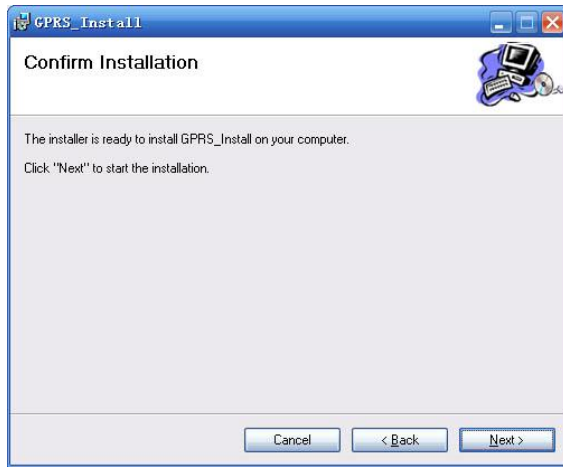 GPRS_Install
Confirm Installation
The installer is ready to install GPRS_Install on your computer.
Click "Next" to start the installation.
Cancel
< Back
Next >